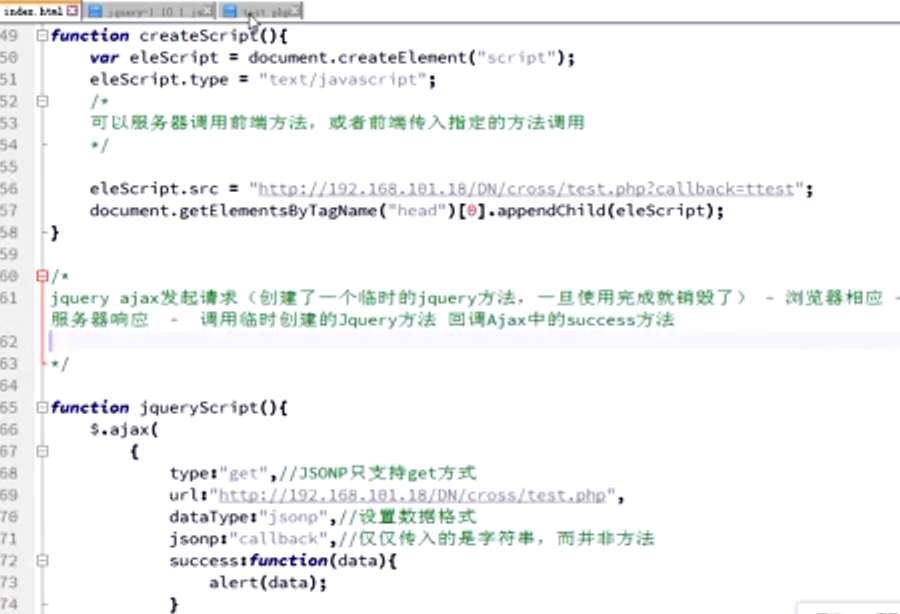 index.html jquery-1.10.1.js test.php
49 function createScript(){
50 var eleScript = document.createElement("script");
51 eleScript.type = "text/javascript";
52 /*
53 可以服务器调用前端方法，或者前端传入指定的方法调用
54 */
55
56 eleScript.src = "http://192.168.101.18/DN/cross/test.php?callback=ttest";
57 document.getElementsByTagName("head")[0].appendChild(eleScript);
58 }
59
60 /*
61 jquery ajax发起请求（创建了一个临时的jquery方法，一旦使用完成就销毁了） - 浏览器相应 -
服务器响应 - 调用临时创建的Jquery方法 回调Ajax中的success方法
62
63 */
64
65 function jqueryScript(){
66 $.ajax(
67 {
68 type:"get",//JSONP只支持get方式
69 url:"http://192.168.101.18/DN/cross/test.php",
70 dataType:"jsonp",//设置数据格式
71 jsonp:"callback",//仅仅传入的是字符串，而并非方法
72 success:function(data){
73 alert(data);
74 }